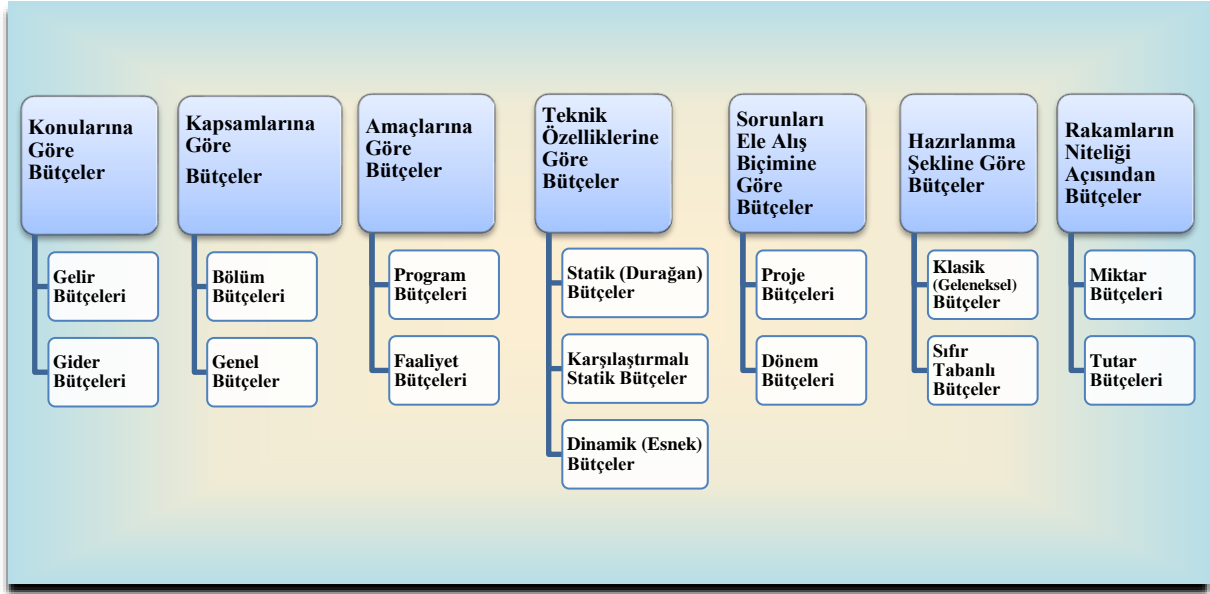 Konularına
Göre
Bütçeler
Gelir
Bütçeleri
Gider
Bütçeleri
Kapsamlarına
Göre
Bütçeler
Bölüm
Bütçeleri
Genel
Bütçeler
Amaçlarına
Göre
Bütçeler
Program
Bütçeleri
Faaliyet
Bütçeleri
Teknik
Özelliklerine
Göre
Bütçeler
Statik (Durağan)
Bütçeler
Karşılaştırmalı
Statik Bütçeler
Dinamik (Esnek)
Bütçeler
Sorunları
Ele Alış
Biçimine
Göre
Bütçeler
Proje
Bütçeleri
Dönem
Bütçeleri
Hazırlanma
Şekline Göre
Bütçeler
Klasik
(Geleneksel)
Bütçeler
Sıfır
Tabanlı
Bütçeler
Rakamların
Niteliği
Açısından
Bütçeler
Miktar
Bütçeleri
Tutar
Bütçeleri